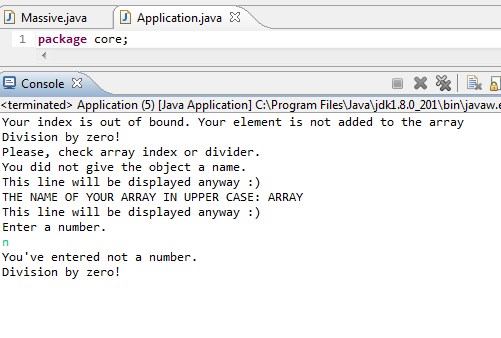 Massive.java Application.java
1 package core;
Console
<terminated> Application (5) [Java Application] C:\Program Files\Java\jdk1.8.0_201\bin\javaw.e
Your index is out of bound. Your element is not added to the array
Division by zero!
Please, check array index or divider.
You did not give the object a name.
This line will be displayed anyway :)
THE NAME OF YOUR ARRAY IN UPPER CASE: ARRAY
This line will be displayed anyway :)
Enter a number.
n
You've entered not a number.
Division by zero!